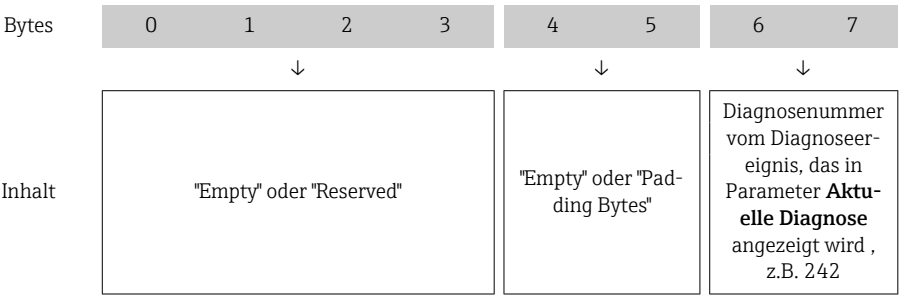 Bytes 0 1 2 3 4 5 6 7
↓ ↓ ↓
Inhalt
"Empty" oder "Reserved"
"Empty" oder "Pad-
ding Bytes"
Diagnosenummer
vom Diagnoseer-
eignis, das in
Parameter Aktu-
elle Diagnose
angezeigt wird ,
z.B. 242